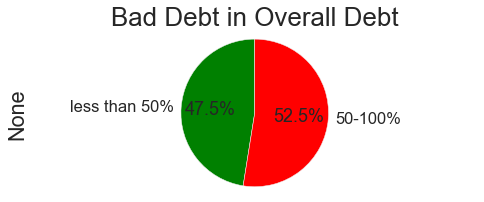 Bad Debt in Overall Debt
None
less than 50%
47.5%
52.5%
50-100%